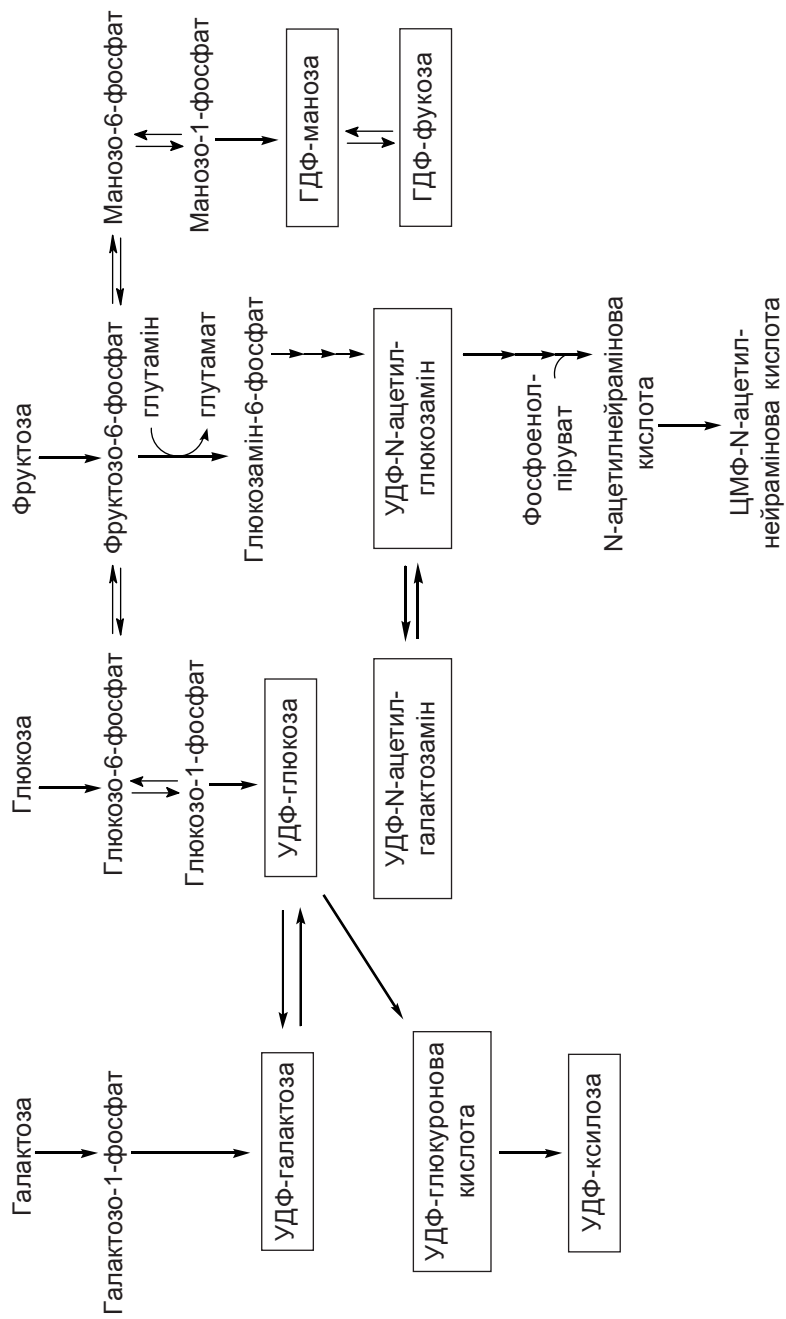 Галактоза
Глюкоза
Фруктоза
Галактозо-1-фосфат
Глюкозо-6-фосфат
Фруктозо-6-фосфат
Манозо-6-фосфат
глутамін
глутамат
Глюкозо-1-фосфат
Манозо-1-фосфат
Глюкозамін-6-фосфат
УДФ-галактоза
УДФ-глюкоза
ГДФ-маноза
УДФ-N-ацетил-
галактозамін
УДФ-N-ацетил-
глюкозамін
ГДФ-фукоза
УДФ-глюкуронова
кислота
Фосфоенол-
піруват
УДФ-ксилоза
N-ацетилнейрамінова
кислота
ЦМФ-N-ацетил-
нейрамінова кислота